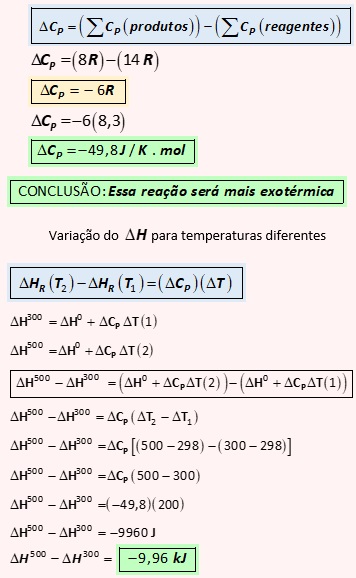 ΔCₚ=(∑Cₚ(produtos))−(∑Cₚ(reagentes))
ΔCₚ=(8R)−(14R)
ΔCₚ=−6R
ΔCₚ=−6(8,3)
ΔCₚ=−49,8J/K . mol
CONCLUSÃO: Essa reação será mais exotérmica
Variação do ΔH para temperaturas diferentes
ΔH_R(T₂)−ΔH_R(T₁)=(ΔCₚ)(ΔT)
ΔH³⁰⁰ =ΔH⁰ + ΔCₚ ΔT(1)
ΔH⁵⁰⁰ =ΔH⁰ +ΔCₚ ΔT(2)
ΔH⁵⁰⁰ −ΔH³⁰⁰ =(ΔH⁰ +ΔCₚΔT(2))−(ΔH⁰ +ΔCₚΔT(1))
ΔH⁵⁰⁰ −ΔH³⁰⁰ =ΔCₚ(ΔT₂ −ΔT₁)
ΔH⁵⁰⁰ − ΔH³⁰⁰ =ΔCₚ[(500−298)−(300−298)]
ΔH⁵⁰⁰ − ΔH³⁰⁰ =ΔCₚ(500−300)
ΔH⁵⁰⁰ − ΔH³⁰⁰ =(−49,8)(200)
ΔH⁵⁰⁰ − ΔH³⁰⁰ =−9960J
ΔH⁵⁰⁰ −ΔH³⁰⁰ = −9,96 kJ